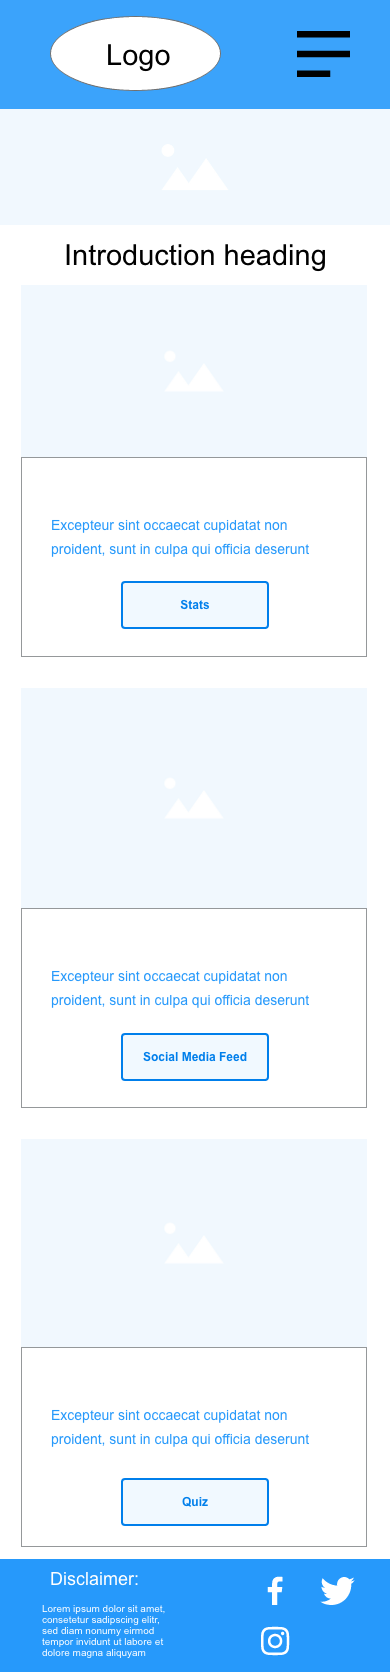 Logo
Introduction heading
Excepteur sint occaecat cupidatat non
proident, sunt in culpa qui officia deserunt
Stats
Excepteur sint occaecat cupidatat non
proident, sunt in culpa qui officia deserunt
Social Media Feed
Excepteur sint occaecat cupidatat non
proident, sunt in culpa qui officia deserunt
Quiz
Disclaimer:
Lorem ipsum dolor sit amet,
consetetur sadipscing elitr,
sed diam nonumy eirmod
tempor invidunt ut labore et
dolore magna aliquyam